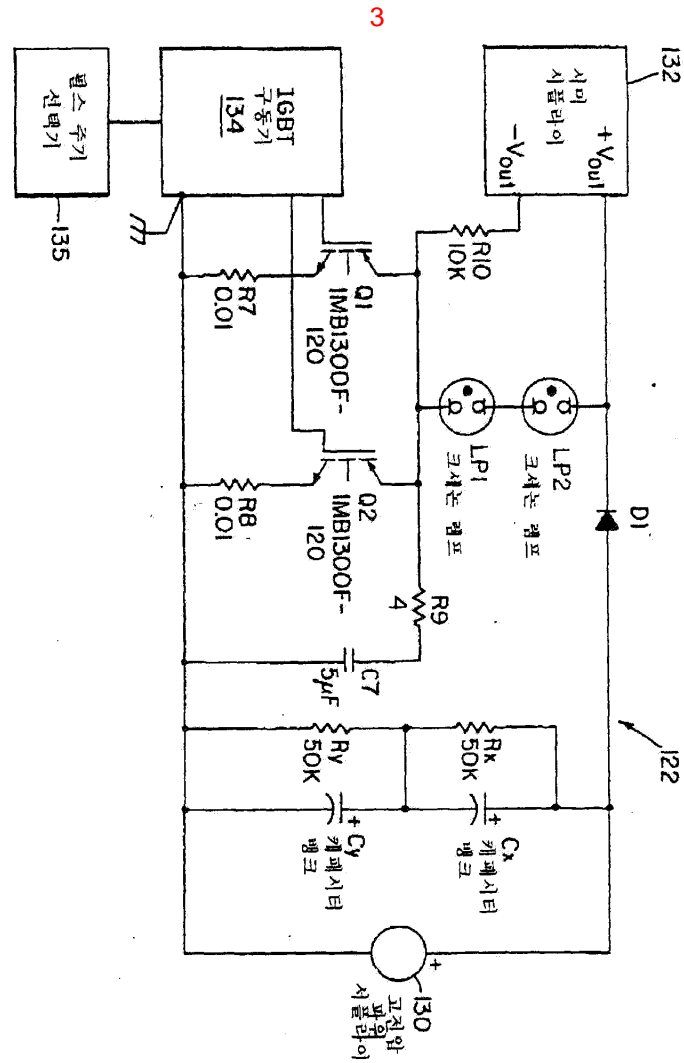 3
132
시머
서플라이
+Vout
-Vout
IGBT
구동기
134
펄스 주기
선택기
135
R10
10K
Q1
1MBI300F-
120
R7
0.01
LP2
크세논 램프
LP1
크세논 램프
D1
Q2
1MBI300F-
120
R8
0.01
R9
4
C7
5μF
122
Rx
50K
Ry
50K
+
Cx
캐패시터
뱅크
+
Cy
캐패시터
뱅크
+
130
고전압
파워
서플라이